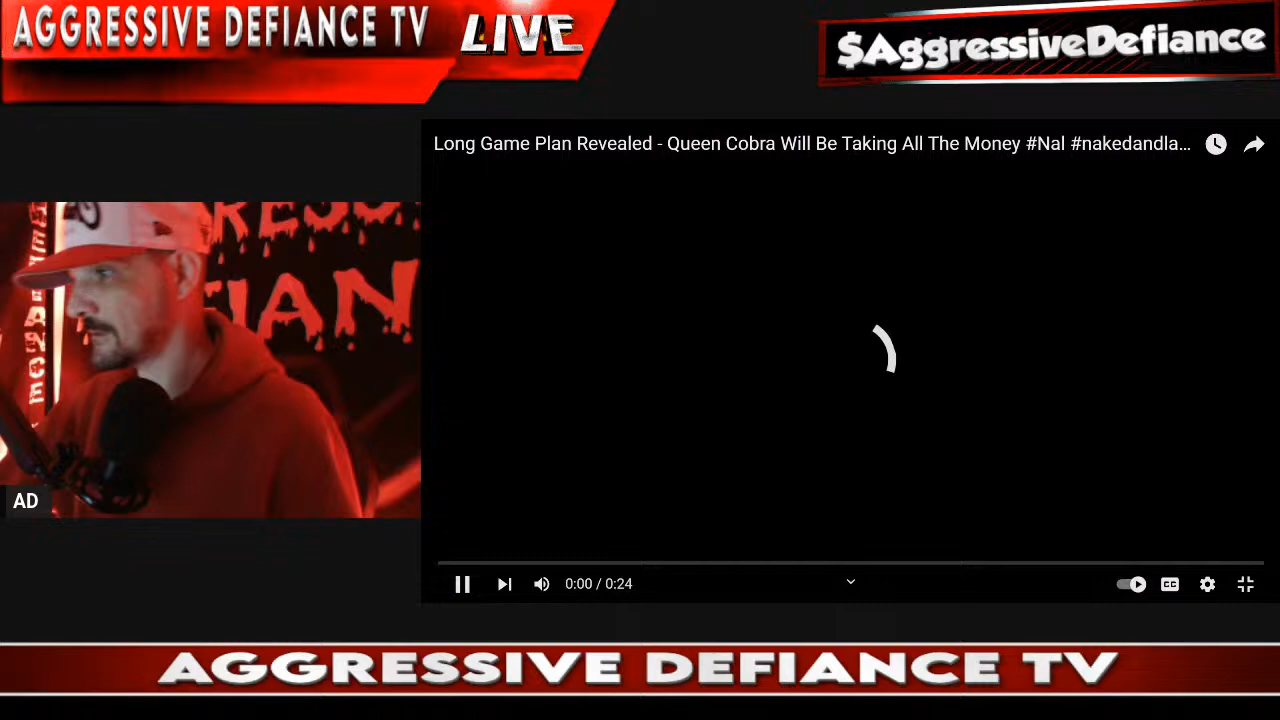 AGGRESSIVE DEFIANCE TV
LIVE
$AggressiveDefiance
Long Game Plan Revealed - Queen Cobra Will Be Taking All The Money #Nal #nakedandla...
AD
0:00 / 0:24
CC
AGGRESSIVE DEFIANCE TV